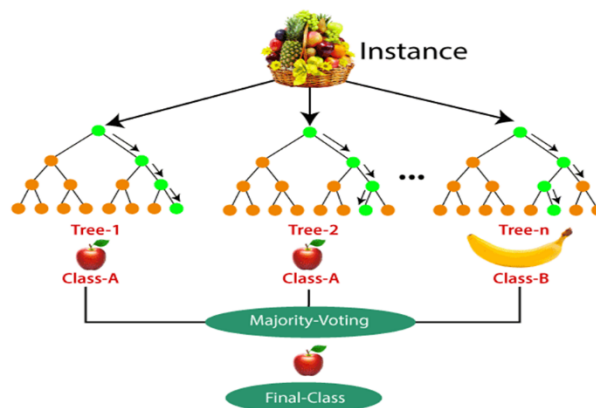 Instance
...
Tree-1 Tree-2 Tree-n
Class-A Class-A Class-B
Majority-Voting
Final-Class